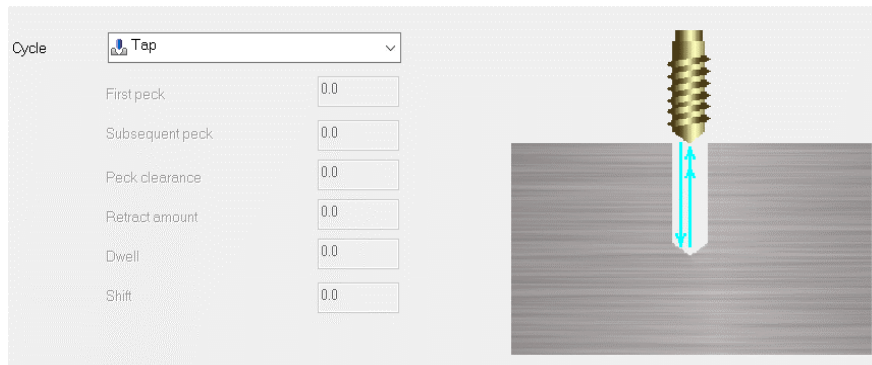 Cycle
Tap
First peck 0.0
Subsequent peck 0.0
Peck clearance 0.0
Retract amount 0.0
Dwell 0.0
Shift 0.0